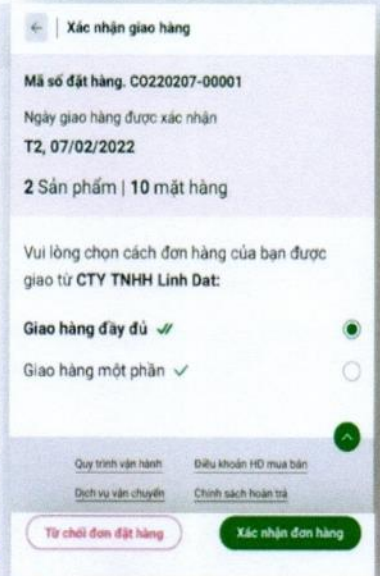 Xác nhận giao hàng
Mã số đặt hàng. CO220207-00001
Ngày giao hàng được xác nhận
T2, 07/02/2022
2 Sản phẩm | 10 mặt hàng
Vui lòng chọn cách đơn hàng của bạn được
giao từ CTY TNHH Linh Dat:
Giao hàng đầy đủ
Giao hàng một phần
Quy trình vận hành Điều khoản HD mua bán
Dịch vụ vận chuyển Chính sách hoàn trả
Từ chối đơn đặt hàng Xác nhận đơn hàng